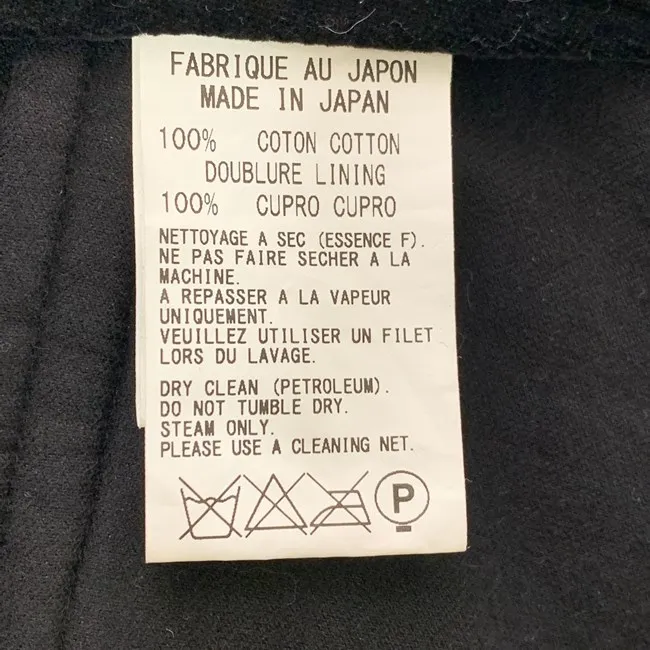 FABRIQUE AU JAPON
MADE IN JAPAN
100% COTON COTTON
DOUBLURE LINING
100% CUPRO CUPRO
NETTOYAGE A SEC (ESSENCE F).
NE PAS FAIRE SECHER A LA
MACHINE.
A REPASSER A LA VAPEUR
UNIQUEMENT.
VEUILLEZ UTILISER UN FILET
LORS DU LAVAGE.
DRY CLEAN (PETROLEUM).
DO NOT TUMBLE DRY.
STEAM ONLY.
PLEASE USE A CLEANING NET.
P